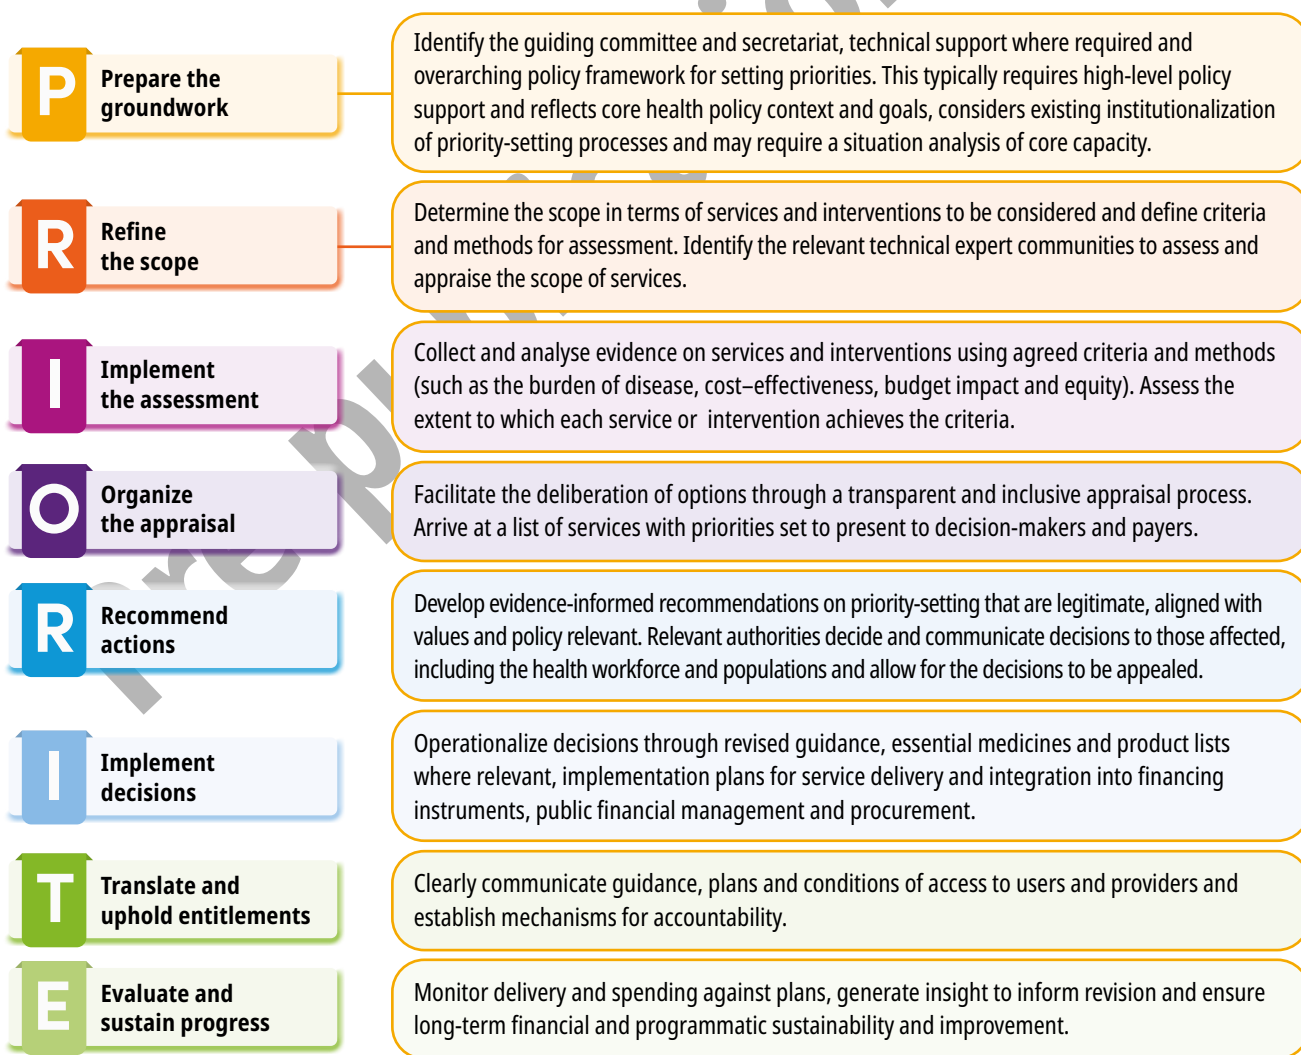 P
Prepare the
groundwork
Identify the guiding committee and secretariat, technical support where required and
overarching policy framework for setting priorities. This typically requires high-level policy
support and reflects core health policy context and goals, considers existing institutionalization
of priority-setting processes and may require a situation analysis of core capacity.
R
Refine
the scope
Determine the scope in terms of services and interventions to be considered and define criteria
and methods for assessment. Identify the relevant technical expert communities to assess and
appraise the scope of services.
I
Implement
the assessment
Collect and analyse evidence on services and interventions using agreed criteria and methods
(such as the burden of disease, cost–effectiveness, budget impact and equity). Assess the
extent to which each service or intervention achieves the criteria.
O
Organize
the appraisal
Facilitate the deliberation of options through a transparent and inclusive appraisal process.
Arrive at a list of services with priorities set to present to decision-makers and payers.
R
Recommend
actions
Develop evidence-informed recommendations on priority-setting that are legitimate, aligned with
values and policy relevant. Relevant authorities decide and communicate decisions to those affected,
including the health workforce and populations and allow for the decisions to be appealed.
I
Implement
decisions
Operationalize decisions through revised guidance, essential medicines and product lists
where relevant, implementation plans for service delivery and integration into financing
instruments, public financial management and procurement.
T
Translate and
uphold entitlements
Clearly communicate guidance, plans and conditions of access to users and providers and
establish mechanisms for accountability.
E
Evaluate and
sustain progress
Monitor delivery and spending against plans, generate insight to inform revision and ensure
long-term financial and programmatic sustainability and improvement.